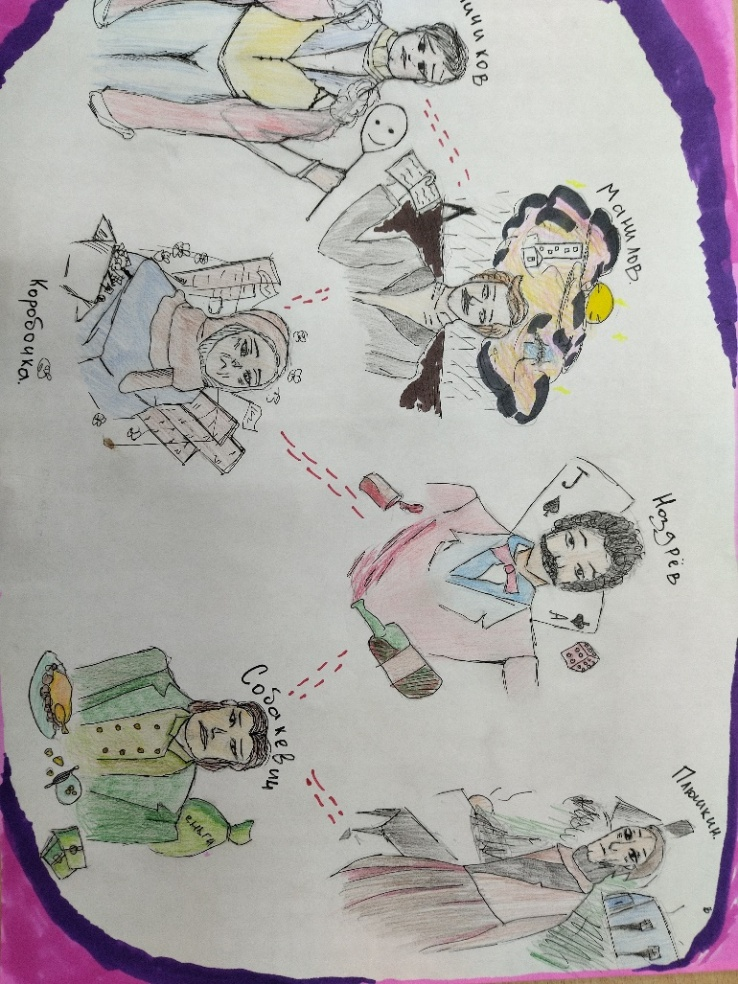 ичиков
Манилов
Коробочка.
Ноздрёв
J
A
Собакевич
Плюшкин.